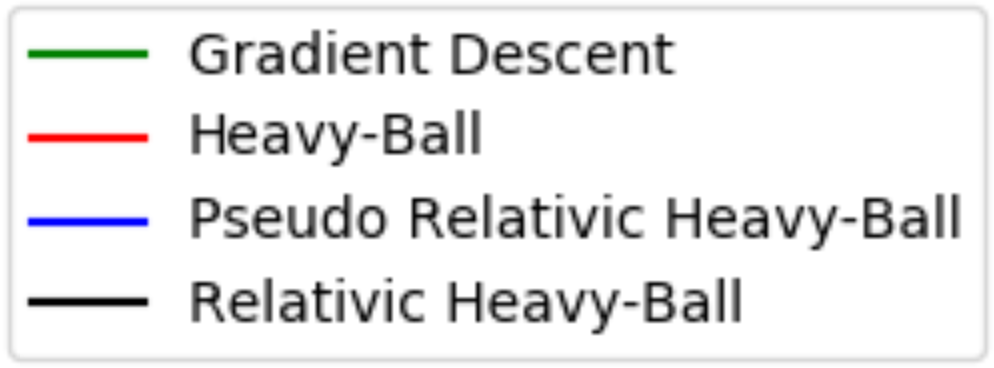 Gradient Descent
Heavy-Ball
Pseudo Relativic Heavy-Ball
Relativic Heavy-Ball